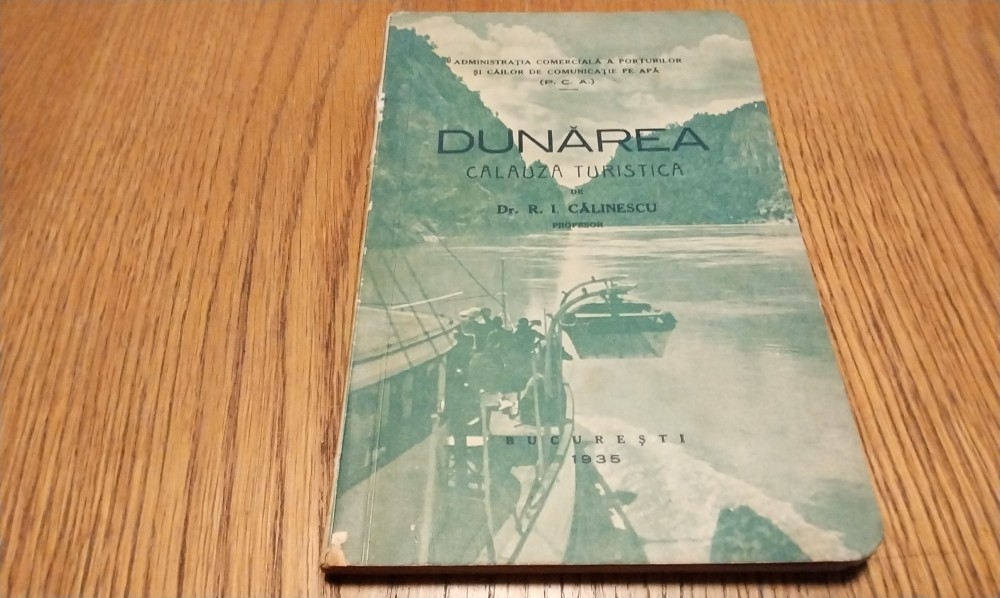 ADMINISTRAȚIA COMERCIALĂ A PORTURILOR
ȘI CĂILOR DE COMUNICAȚIE PE APĂ
(P. C. A.)
DUNĂREA
CALAUZA TURISTICA
DE
Dr. R. I. CĂLINESCU
PROFESOR
BUCUREȘTI
1935